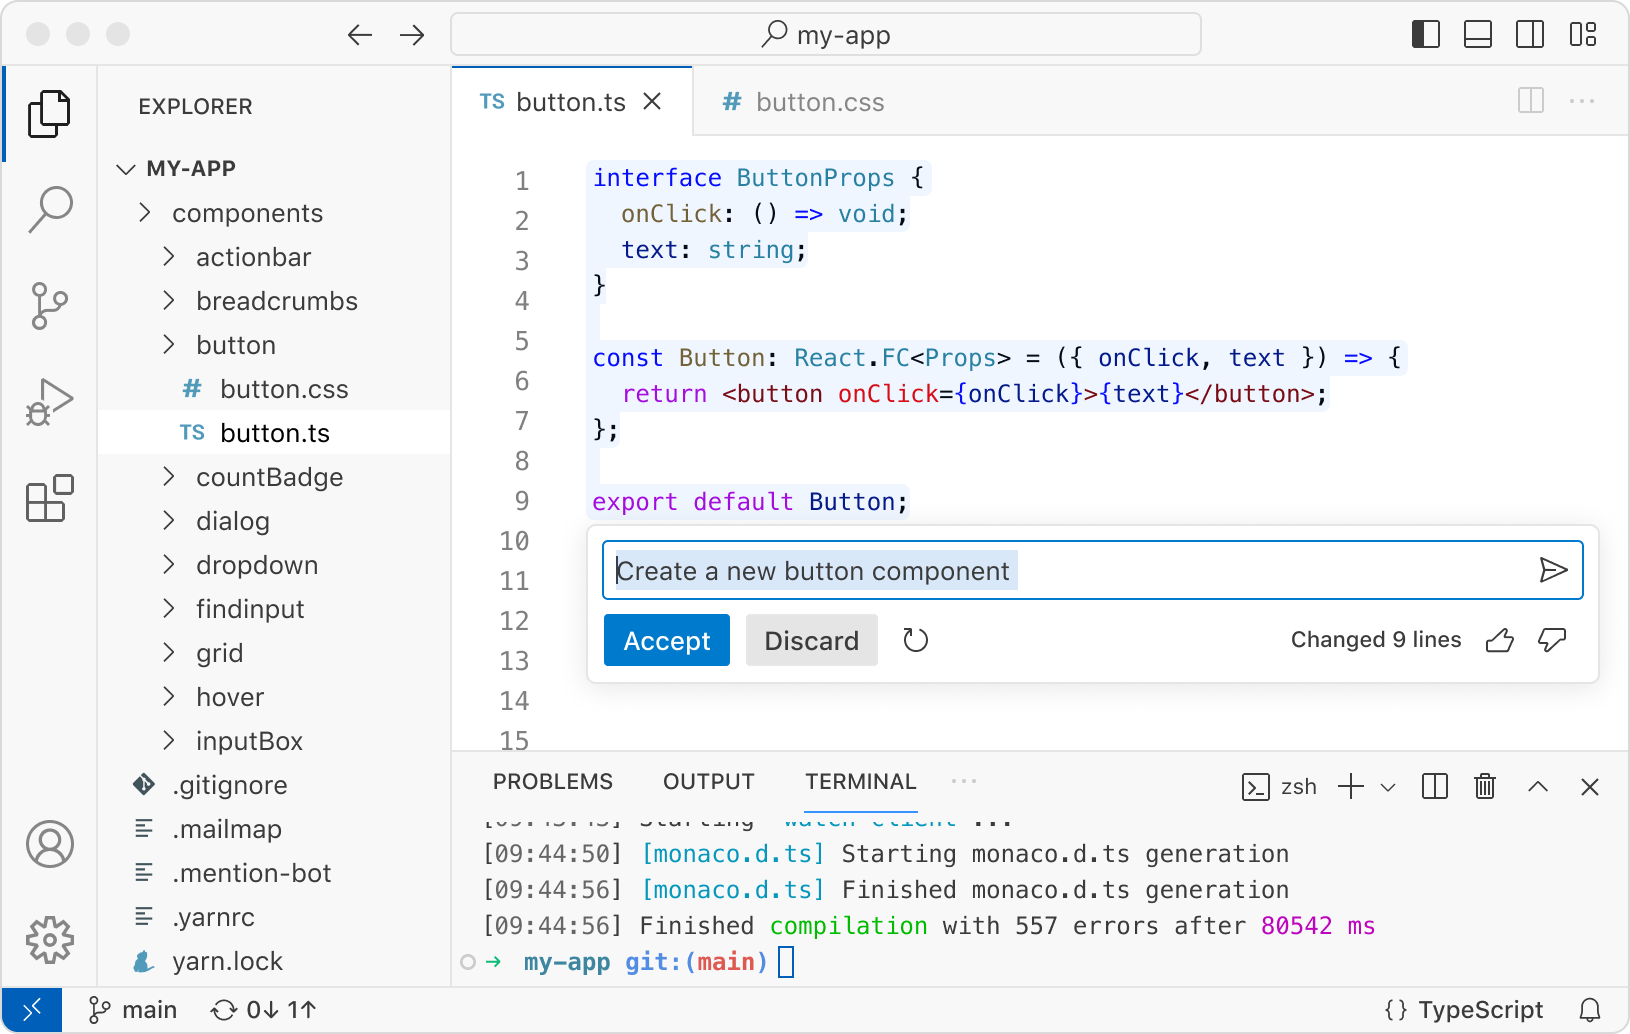 my-app
EXPLORER
MY-APP
components
actionbar
breadcrumbs
button
# button.css
TS button.ts
countBadge
dialog
dropdown
findinput
grid
hover
inputBox
.gitignore
.mailmap
.mention-bot
.yarnrc
yarn.lock
TS button.ts
# button.css
1
2
3
4
5
6
7
8
9
10
11
12
13
14
15
interface ButtonProps {
onClick: () => void;
text: string;
}
const Button: React.FC<Props> = ({ onClick, text }) => {
return <button onClick={onClick}>{text}</button>;
};
export default Button;
Create a new button component
Accept Discard Changed 9 lines
PROBLEMS OUTPUT TERMINAL ··· zsh
Starting watch-client ...
[09:44:50] [monaco.d.ts] Starting monaco.d.ts generation
[09:44:56] [monaco.d.ts] Finished monaco.d.ts generation
[09:44:56] Finished compilation with 557 errors after 80542 ms
→ my-app git:(main)
main 0↓ 1↑ {} TypeScript